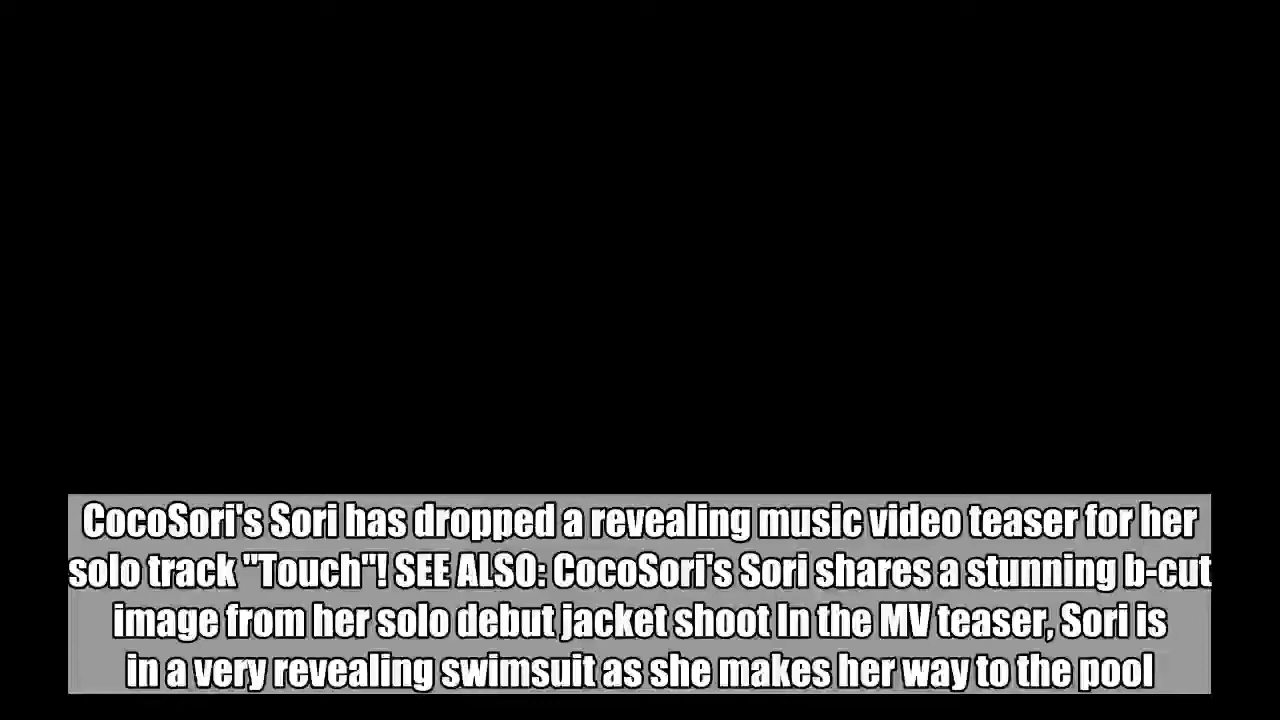 CocoSori's Sori has dropped a revealing music video teaser for her
solo track "Touch"! SEE ALSO: CocoSori's Sori shares a stunning b-cut
image from her solo debut jacket shoot In the MV teaser, Sori is
in a very revealing swimsuit as she makes her way to the pool